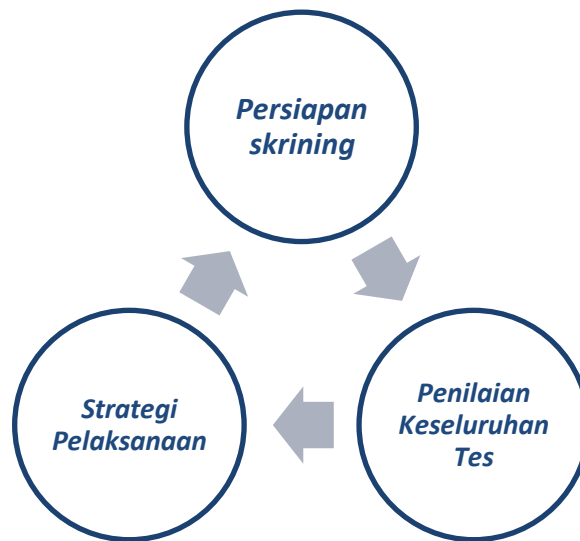 Persiapan
skrining
Penilaian
Keseluruhan
Tes
Strategi
Pelaksanaan